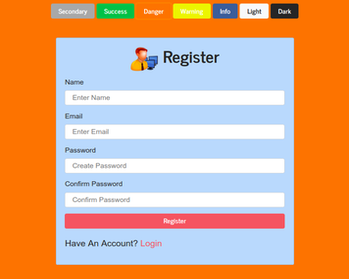 Secondary Success Danger Warning Info Light Dark
Register
Name
Enter Name
Email
Enter Email
Password
Create Password
Confirm Password
Confirm Password
Register
Have An Account? Login